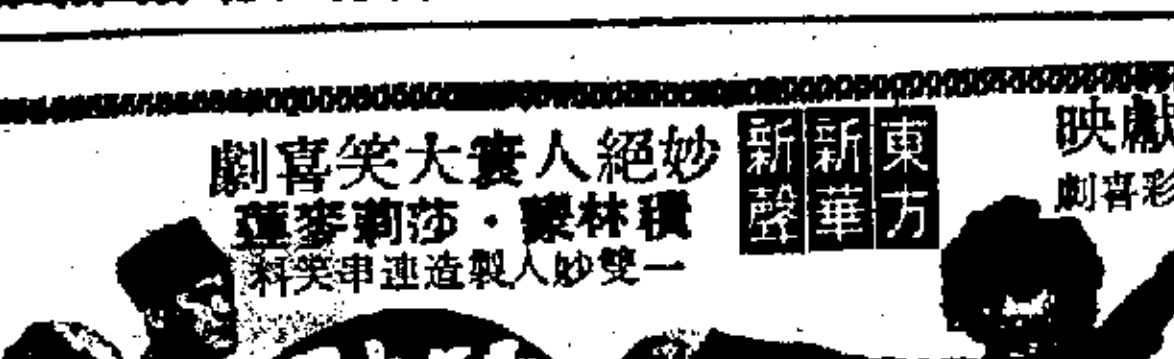 獻映
彩喜劇
東方
新華
新聲
妙絕人寰大笑喜劇
積林蒙・莎莉麥蓮
一雙妙人製造連串笑料